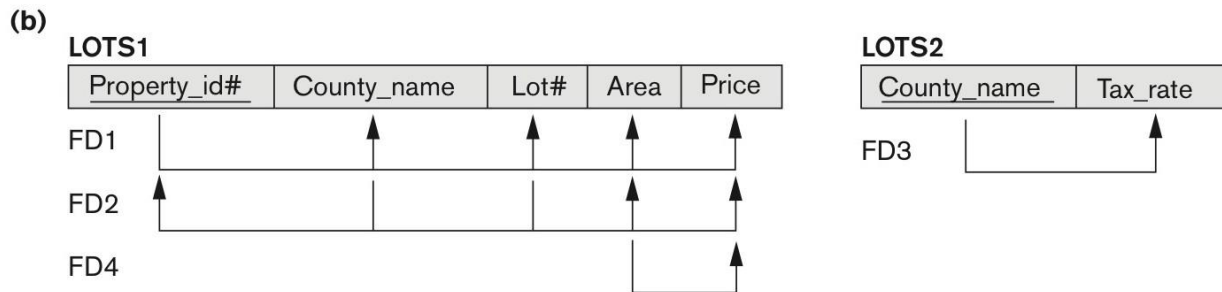 (b)
LOTS1
Property_id# County_name Lot# Area Price
FD1
FD2
FD4
LOTS2
County_name Tax_rate
FD3